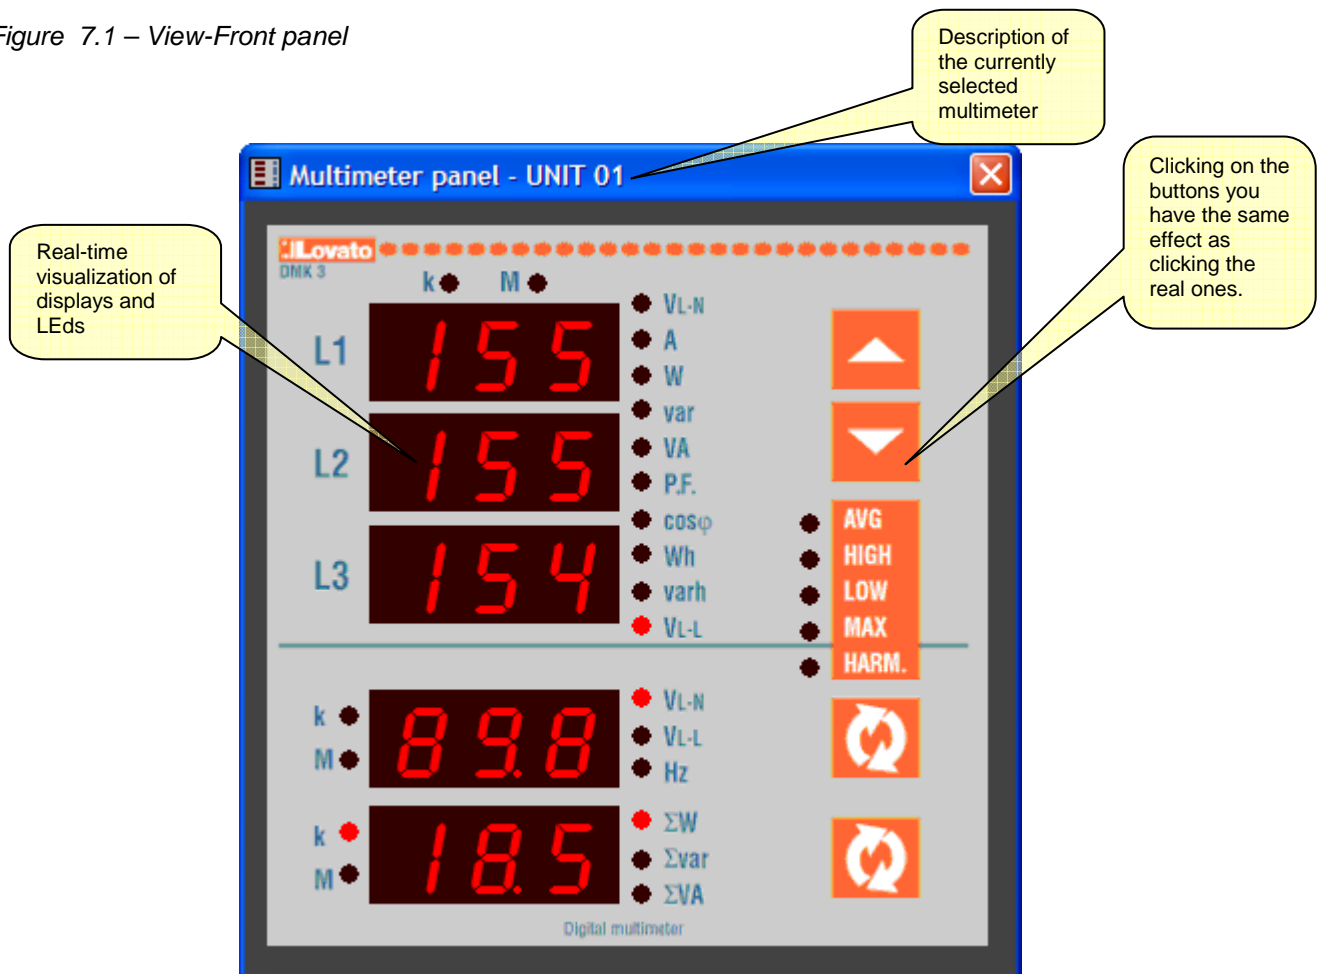 Figure 7.1 – View-Front panel
Description of
the currently
selected
multimeter
Multimeter panel - UNIT 01
Clicking on the
buttons you
have the same
effect as
clicking the
real ones.
Real-time
visualization of
displays and
LEds
Lovato
DMK 3
k M
L1 155
VL-N
A
W
L2 155
var
VA
P.F.
L3 154
cosφ
Wh
varh
VL-L
AVG
HIGH
LOW
MAX
HARM.
k
M
89.8
VL-N
VL-L
Hz
k
M
18.5
ΣW
Σvar
ΣVA
Digital multimeter